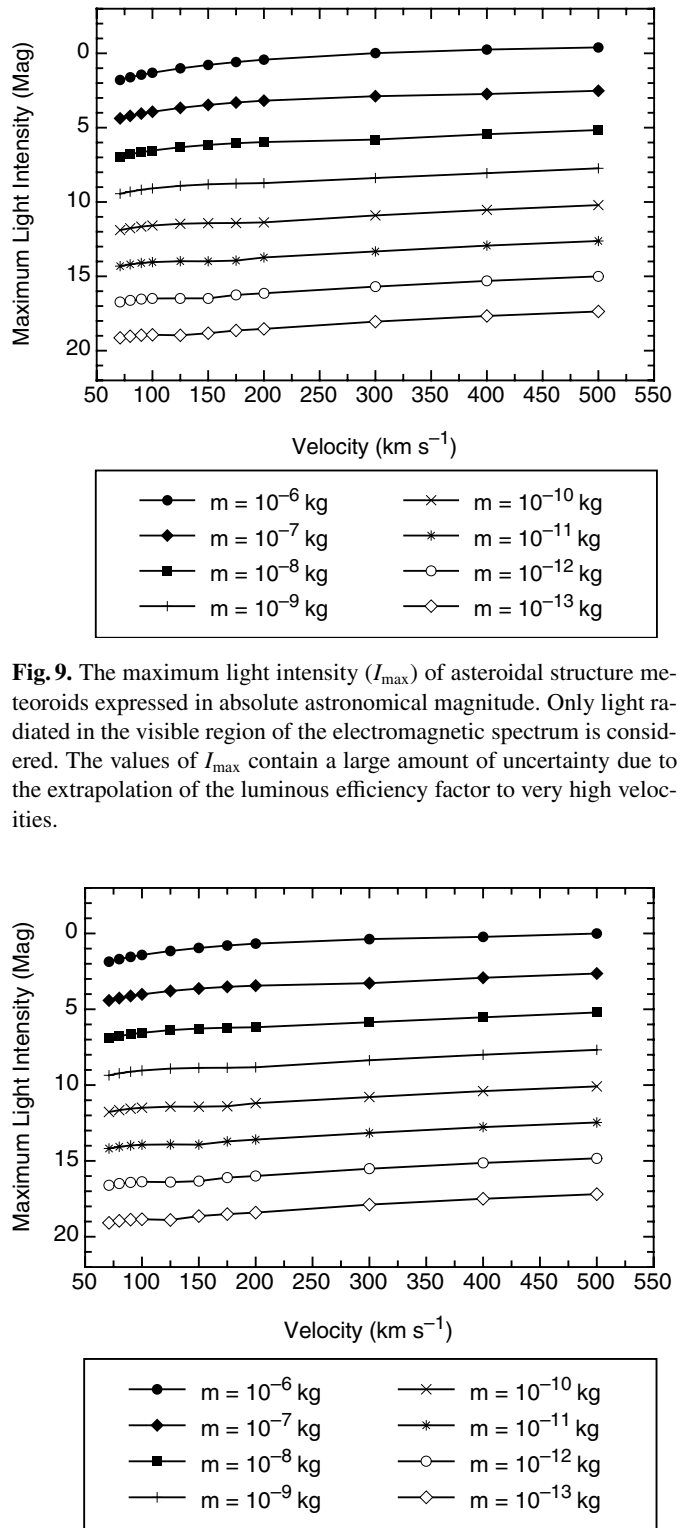 Maximum Light Intensity (Mag)
0
5
10
15
20
50 100 150 200 250 300 350 400 450 500 550
Velocity (km s⁻¹)
m = 10⁻⁶ kg
m = 10⁻⁷ kg
m = 10⁻⁸ kg
m = 10⁻⁹ kg
m = 10⁻¹⁰ kg
m = 10⁻¹¹ kg
m = 10⁻¹² kg
m = 10⁻¹³ kg
Fig. 9. The maximum light intensity (Imax) of asteroidal structure me-
teoroids expressed in absolute astronomical magnitude. Only light ra-
diated in the visible region of the electromagnetic spectrum is consid-
ered. The values of Imax contain a large amount of uncertainty due to
the extrapolation of the luminous efficiency factor to very high veloc-
ities.
Maximum Light Intensity (Mag)
0
5
10
15
20
50 100 150 200 250 300 350 400 450 500 550
Velocity (km s⁻¹)
m = 10⁻⁶ kg
m = 10⁻⁷ kg
m = 10⁻⁸ kg
m = 10⁻⁹ kg
m = 10⁻¹⁰ kg
m = 10⁻¹¹ kg
m = 10⁻¹² kg
m = 10⁻¹³ kg